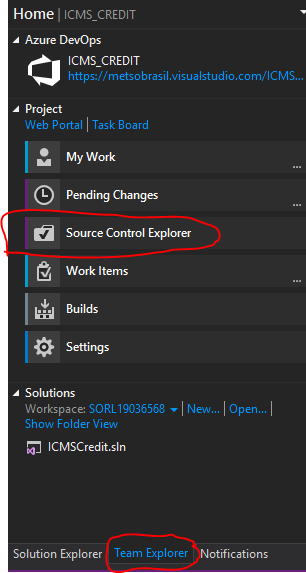 Home | ICMS_CREDIT
Azure DevOps
ICMS_CREDIT
https://metsobrasil.visualstudio.com/ICMS...
Project
Web Portal | Task Board
My Work
...
Pending Changes
...
Source Control Explorer
Work Items
...
Builds
Settings
Solutions
Workspace: SORL19036568 | New... | Open... |
Show Folder View
ICMSCredit.sln
Solution Explorer Team Explorer Notifications